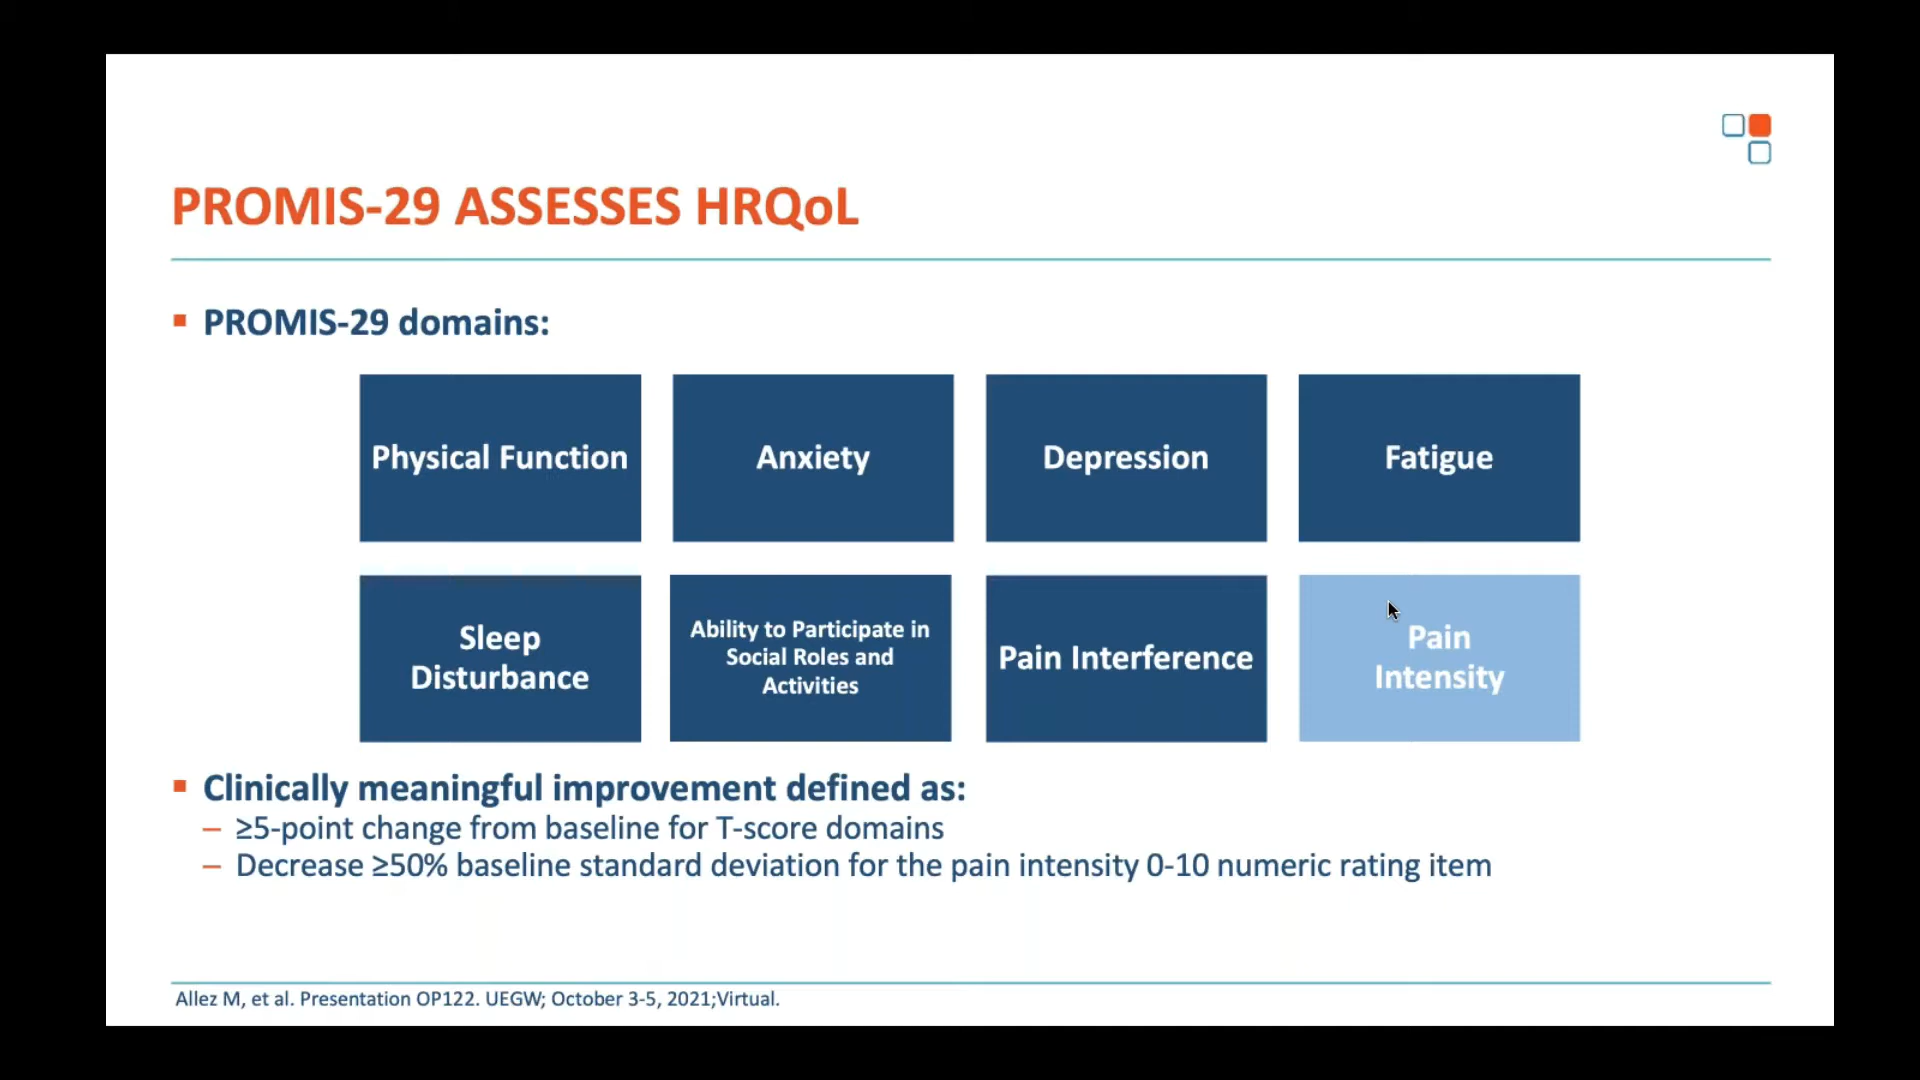 PROMIS-29 ASSESSES HRQoL
▪ PROMIS-29 domains:
Physical Function
Anxiety
Depression
Fatigue
Sleep
Disturbance
Ability to Participate in
Social Roles and
Activities
Pain Interference
Pain
Intensity
▪ Clinically meaningful improvement defined as:
– ≥5-point change from baseline for T-score domains
– Decrease ≥50% baseline standard deviation for the pain intensity 0-10 numeric rating item
Allez M, et al. Presentation OP122. UEGW; October 3-5, 2021;Virtual.